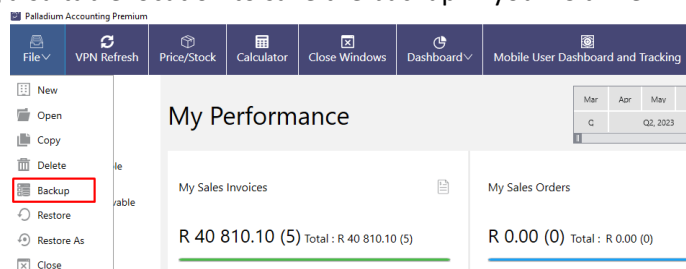 Palladium Accounting Premium
File VPN Refresh Price/Stock Calculator Close Windows Dashboard Mobile User Dashboard and Tracking
New
Open
Copy
Delete
Backup
Restore
Restore As
Close
My Performance
Mar Apr May
Q2, 2023
My Sales Invoices
R 40 810.10 (5) Total : R 40 810.10 (5)
My Sales Orders
R 0.00 (0) Total : R 0.00 (0)